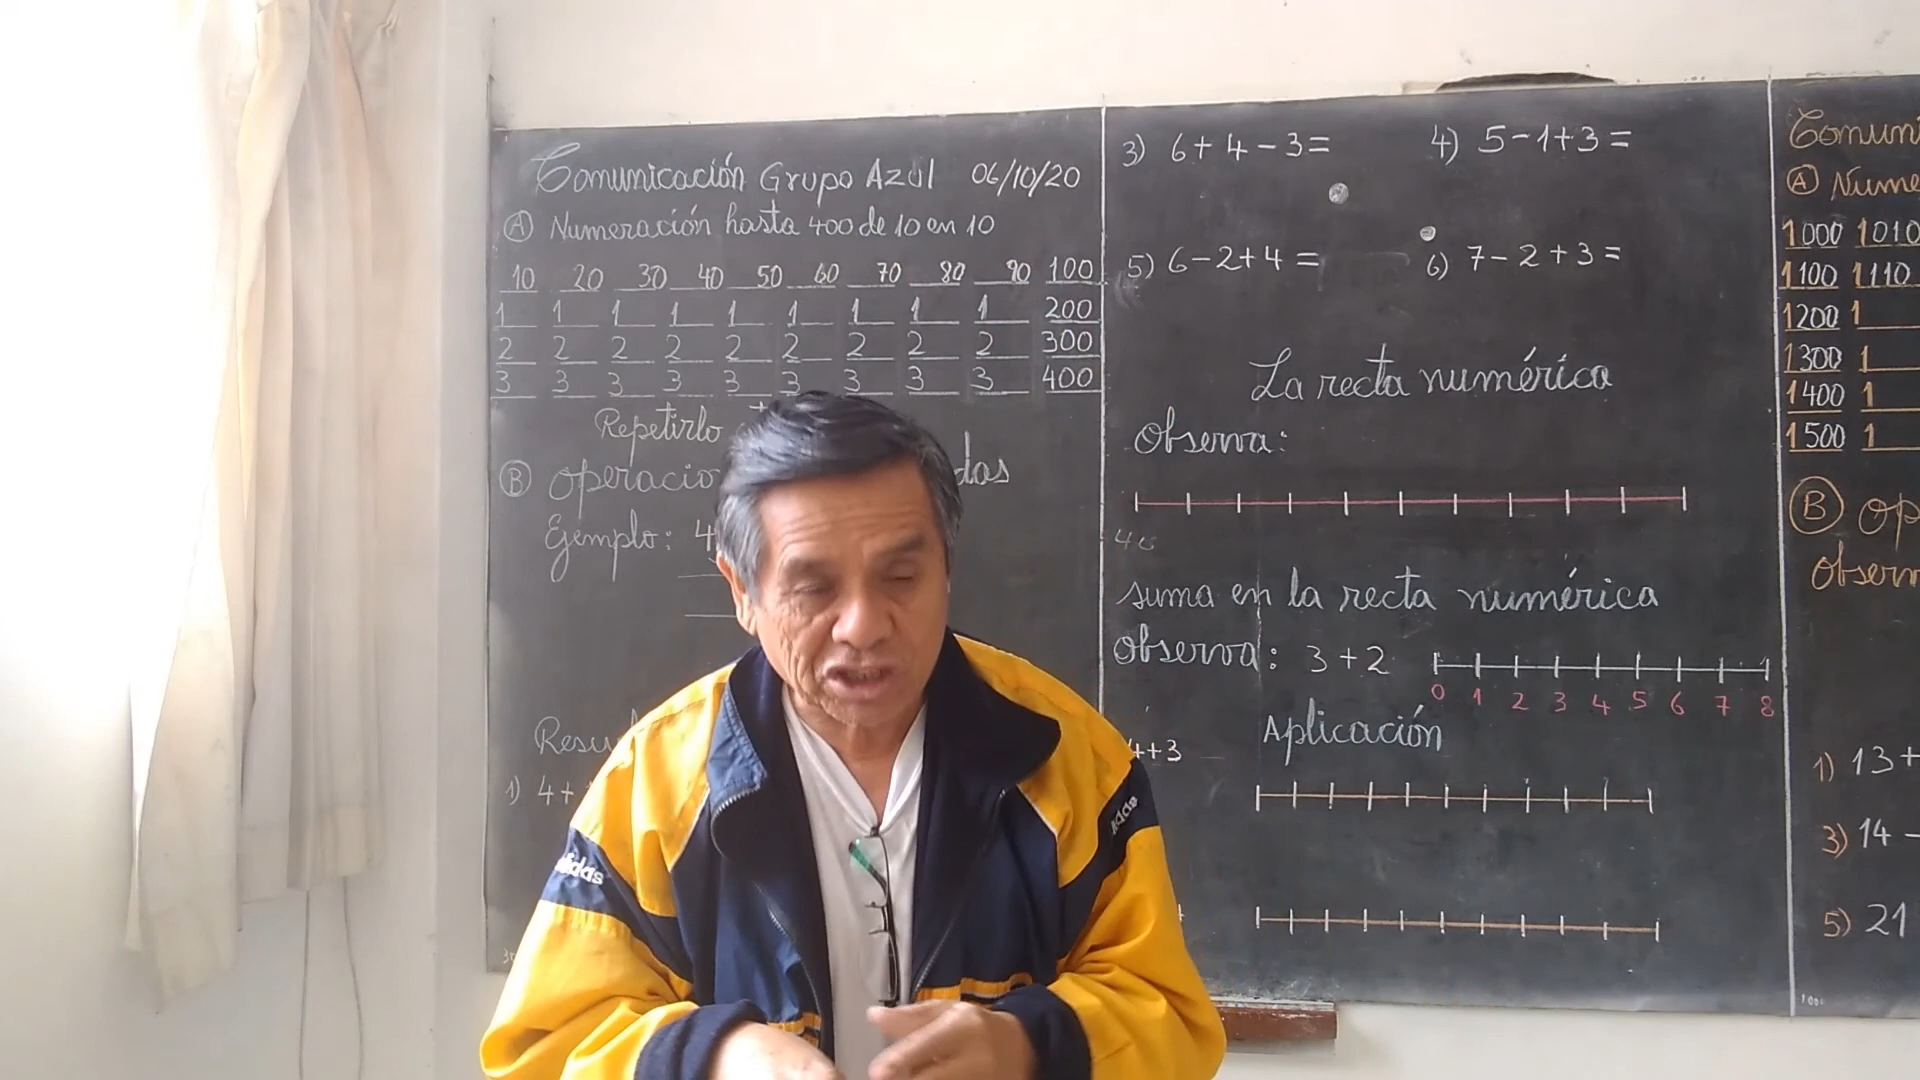 Comunicación Grupo Azul 06/10/20
Ⓐ Numeración hasta 400 de 10 en 10
10 20 30 40 50 60 70 80 90 100
1 1 1 1 1 1 1 1 1 200
2 2 2 2 2 2 2 2 2 300
3 3 3 3 3 3 3 3 3 400
Repetirlo
Ⓑ
Ejemplo: 4
1) 4+
3) 6+4-3= 4) 5-1+3=
5) 6-2+4= 6) 7-2+3=
La recta numérica
Observa:
suma en la recta numérica
Observa: 3+2
0 1 2 3 4 5 6 7 8
Aplicación
4+3
Ⓐ
1000 1010
1100 1110
1200 1
1300 1
1400 1
1500 1
Ⓑ
1) 13+
3) 14-
5) 21
adidas